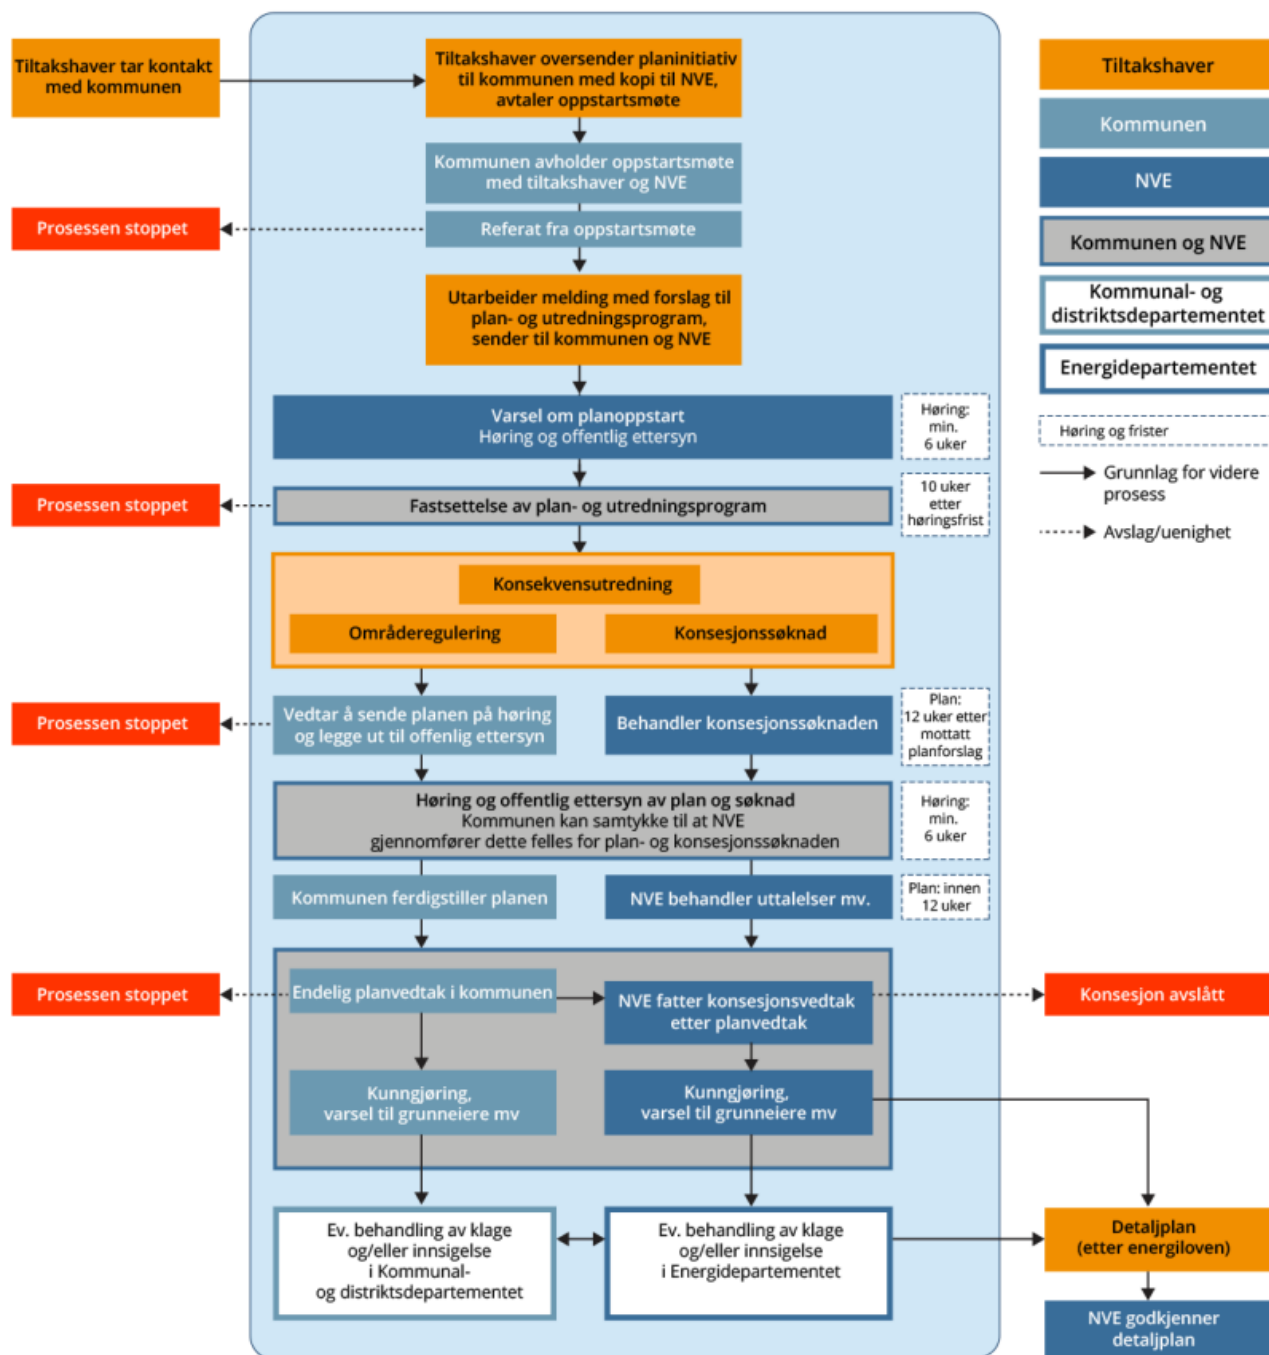 Tiltakshaver tar kontakt
med kommunen
Tiltakshaver oversender planinitiativ
til kommunen med kopi til NVE,
avtaler oppstartsmøte
Kommunen avholder oppstartsmøte
med tiltakshaver og NVE
Prosessen stoppet
Referat fra oppstartsmøte
Utarbeider melding med forslag til
plan- og utredningsprogram,
sender til kommunen og NVE
Varsel om planoppstart
Høring og offentlig ettersyn
Høring:
min.
6 uker
Prosessen stoppet
Fastsettelse av plan- og utredningsprogram
10 uker
etter
høringsfrist
Konsekvensutredning
Områderegulering
Konsesjonssøknad
Prosessen stoppet
Vedtar å sende planen på høring
og legge ut til offenlig ettersyn
Behandler konsesjonssøknaden
Plan:
12 uker etter
mottatt
planforslag
Høring og offentlig ettersyn av plan og søknad
Kommunen kan samtykke til at NVE
gjennomfører dette felles for plan- og konsesjonssøknaden
Høring:
min.
6 uker
Kommunen ferdigstiller planen
NVE behandler uttalelser mv.
Plan: innen
12 uker
Prosessen stoppet
Endelig planvedtak i kommunen
NVE fatter konsesjonsvedtak
etter planvedtak
Konsesjon avslått
Kunngjøring,
varsel til grunneiere mv
Kunngjøring,
varsel til grunneiere mv
Ev. behandling av klage
og/eller innsigelse
i Kommunal-
og distriktsdepartementet
Ev. behandling av klage
og/eller innsigelse
i Energidepartementet
Detaljplan
(etter energiloven)
NVE godkjenner
detaljplan
Tiltakshaver
Kommunen
NVE
Kommunen og NVE
Kommunal- og
distriktsdepartementet
Energidepartementet
Høring og frister
Grunnlag for videre
prosess
Avslag/uenighet